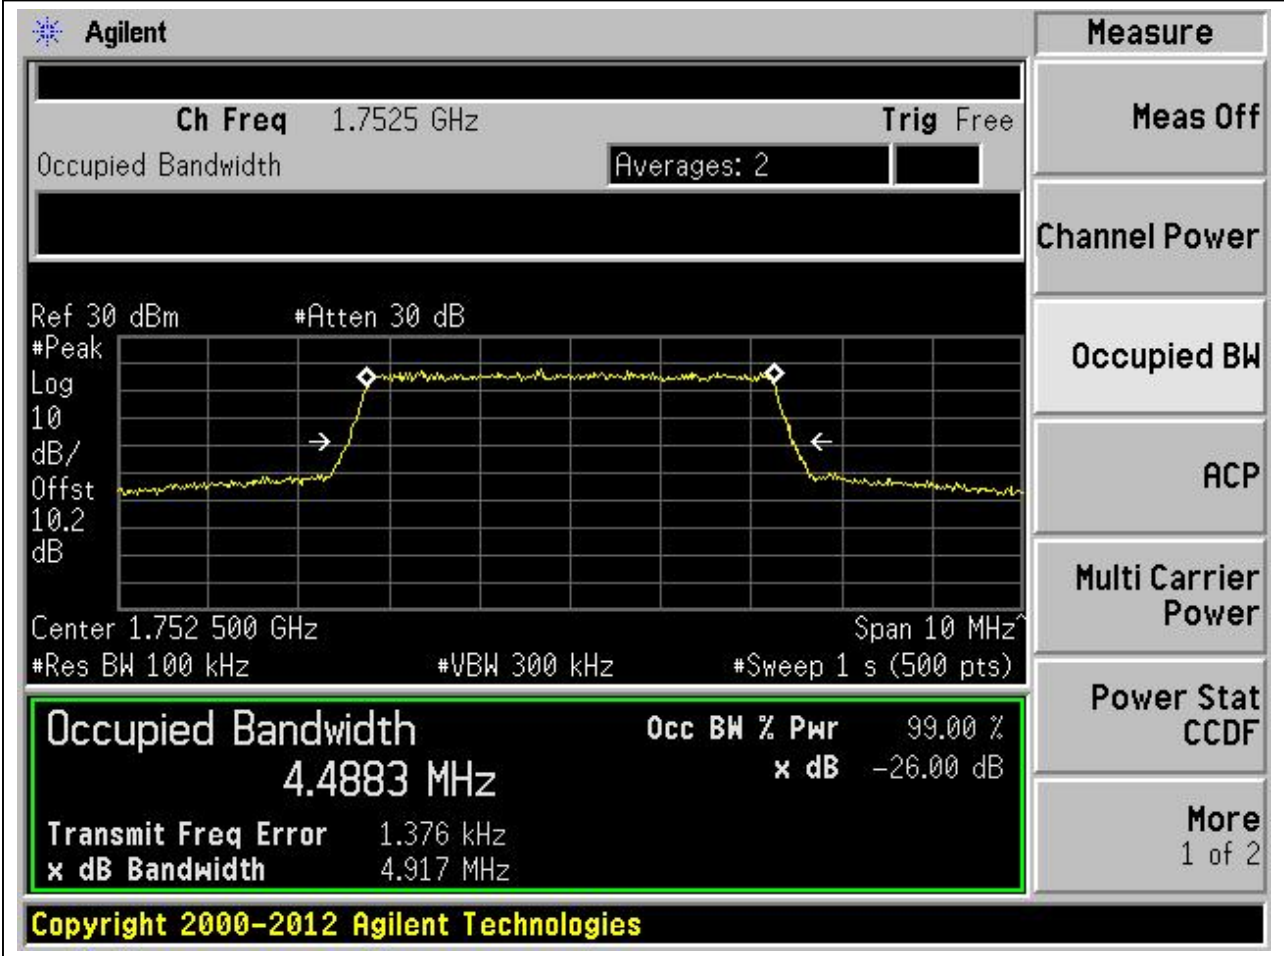 Agilent
Measure
Ch Freq 1.7525 GHz Trig Free
Occupied Bandwidth Averages: 2
Meas Off
Channel Power
Occupied BW
ACP
Multi Carrier
Power
Power Stat
CCDF
More
1 of 2
Ref 30 dBm #Atten 30 dB
#Peak
Log
10
dB/
Offst
10.2
dB
Center 1.752 500 GHz Span 10 MHz^
#Res BW 100 kHz #VBW 300 kHz #Sweep 1 s (500 pts)
Occupied Bandwidth Occ BW % Pwr 99.00 %
4.4883 MHz x dB -26.00 dB
Transmit Freq Error 1.376 kHz
x dB Bandwidth 4.917 MHz
Copyright 2000-2012 Agilent Technologies